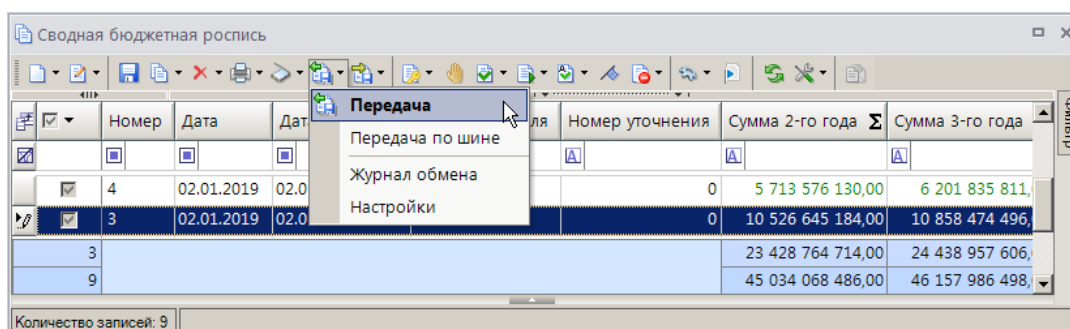 Сводная бюджетная роспись
Передача
Передача по шине
Журнал обмена
Настройки
Номер Дата Дат ля Номер уточнения Сумма 2-го года Σ Сумма 3-го года
4 02.01.2019 02.0 0 5 713 576 130,00 6 201 835 811,
3 02.01.2019 02.0 0 10 526 645 184,00 10 858 474 496,
3 23 428 764 714,00 24 438 957 606,
9 45 034 068 486,00 46 157 986 498,
Количество записей: 9